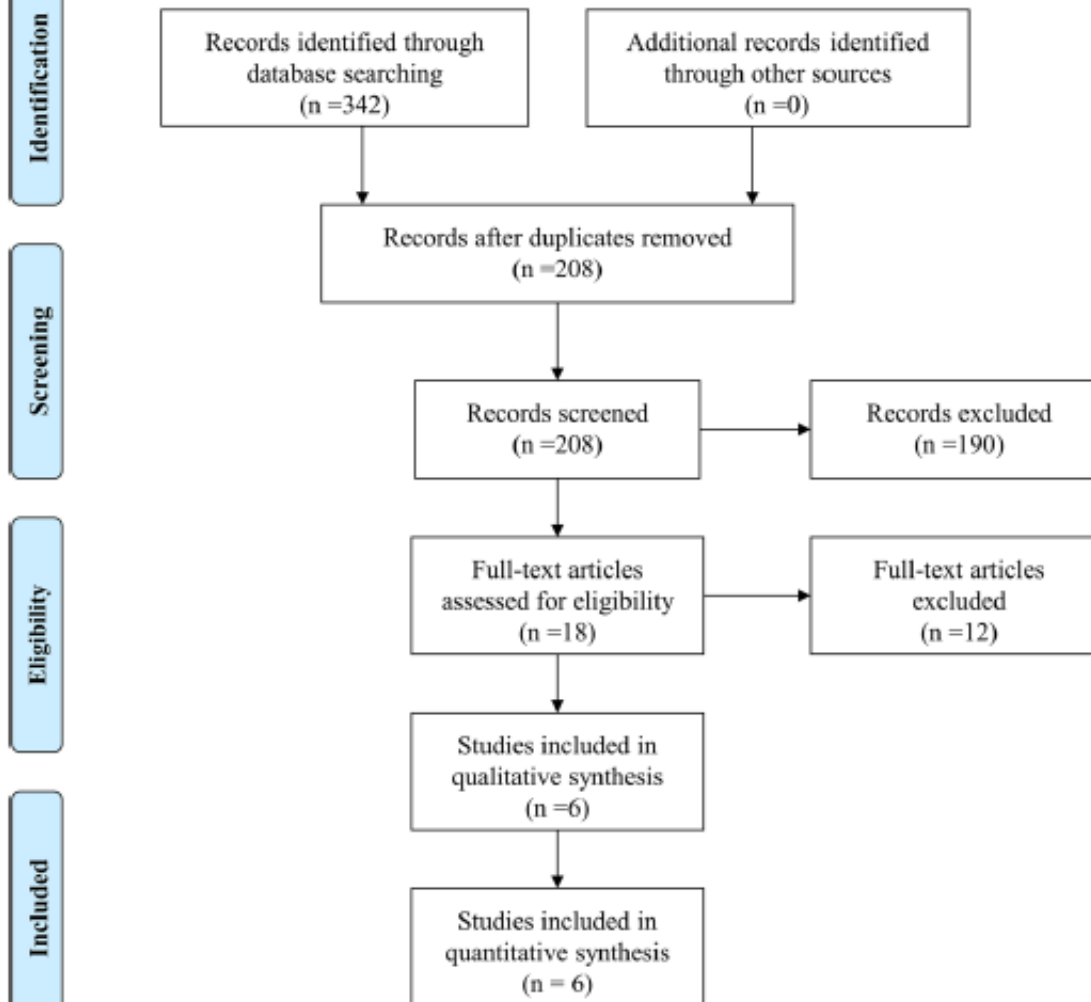 Identification
Records identified through
database searching
(n =342)
Additional records identified
through other sources
(n =0)
Records after duplicates removed
(n =208)
Screening
Records screened
(n =208)
Records excluded
(n =190)
Eligibility
Full-text articles
assessed for eligibility
(n =18)
Full-text articles
excluded
(n =12)
Studies included in
qualitative synthesis
(n =6)
Included
Studies included in
quantitative synthesis
(n = 6)